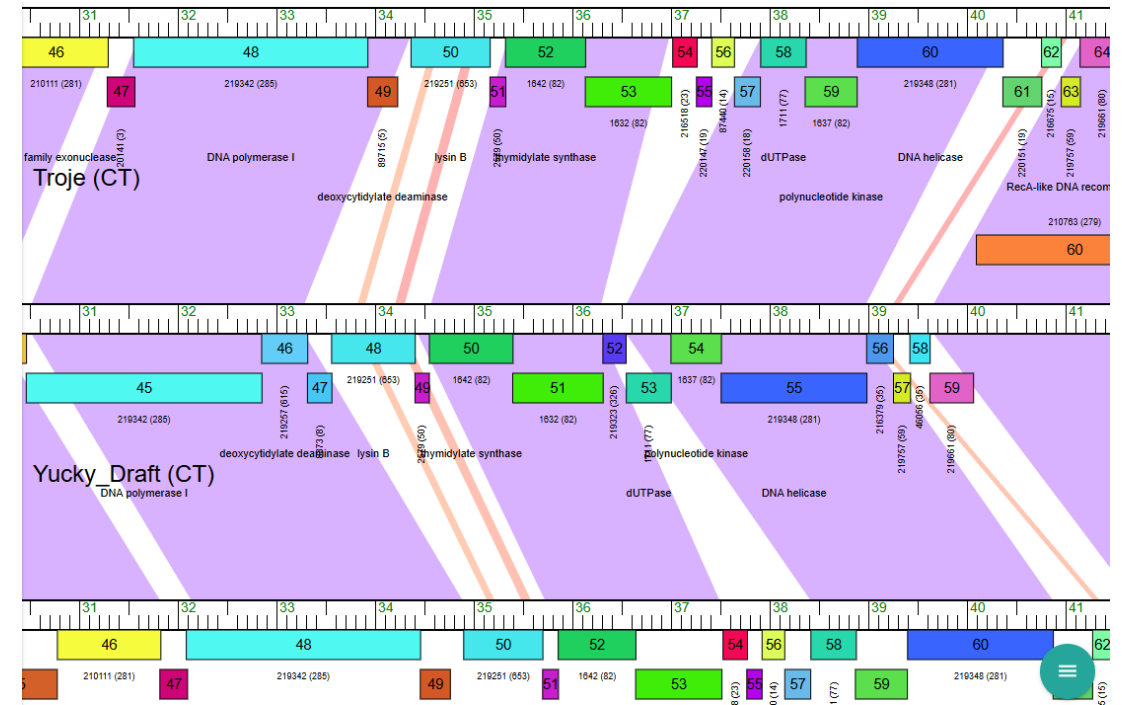 31 32 33 34 35 36 37 38 39 40 41
46 48 50 52 54 56 58 60 62 64
210111 (281) 219342 (285) 219251 (653) 1642 (82) 219348 (281)
47 49 51 53 55 57 59 61 63
1632 (82) 1637 (82)
20141 (3) 89715 (5) 216518 (23) 220147 (19) 87440 (14) 220158 (18) 1711 (77) 220151 (19) 216675 (15) 219757 (59) 219661 (80)
family exonuclease DNA polymerase I lysin B thymidylate synthase dUTPase DNA helicase
Troje (CT)
RecA-like DNA recom
deoxycytidylate deaminase polynucleotide kinase
210763 (279)
60
31 32 33 34 35 36 37 38 39 40 41
46 48 50 52 54 56 58
219251 (653) 1642 (82) 1637 (82)
45 47 49 51 53 55 57 59
219342 (285) 1632 (82) 219348 (281)
219257 (615) 219323 (326) 216379 (35) 219757 (59) 46066 (35) 219661 (80)
deoxycytidylate deaminase lysin B thymidylate synthase polynucleotide kinase
Yucky_Draft (CT)
DNA polymerase I dUTPase DNA helicase
31 32 33 34 35 36 37 38 39 40 41
46 48 50 52 54 56 58 60 62
210111 (281) 219342 (285) 219251 (653) 1642 (82) 219348 (281)
47 49 51 53 55 57 59